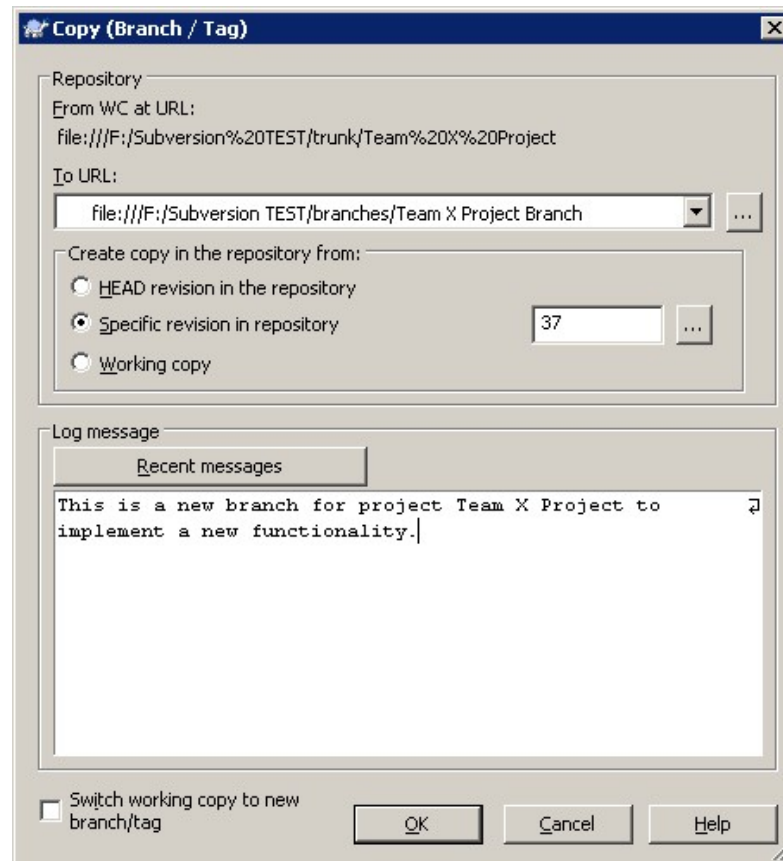 Copy (Branch / Tag)
Repository
From WC at URL:
file:///F:/Subversion%20TEST/trunk/Team%20X%20Project
To URL:
file:///F:/Subversion TEST/branches/Team X Project Branch
...
Create copy in the repository from:
HEAD revision in the repository
Specific revision in repository
37
...
Working copy
Log message
Recent messages
This is a new branch for project Team X Project to
implement a new functionality.
Switch working copy to new
branch/tag
OK
Cancel
Help